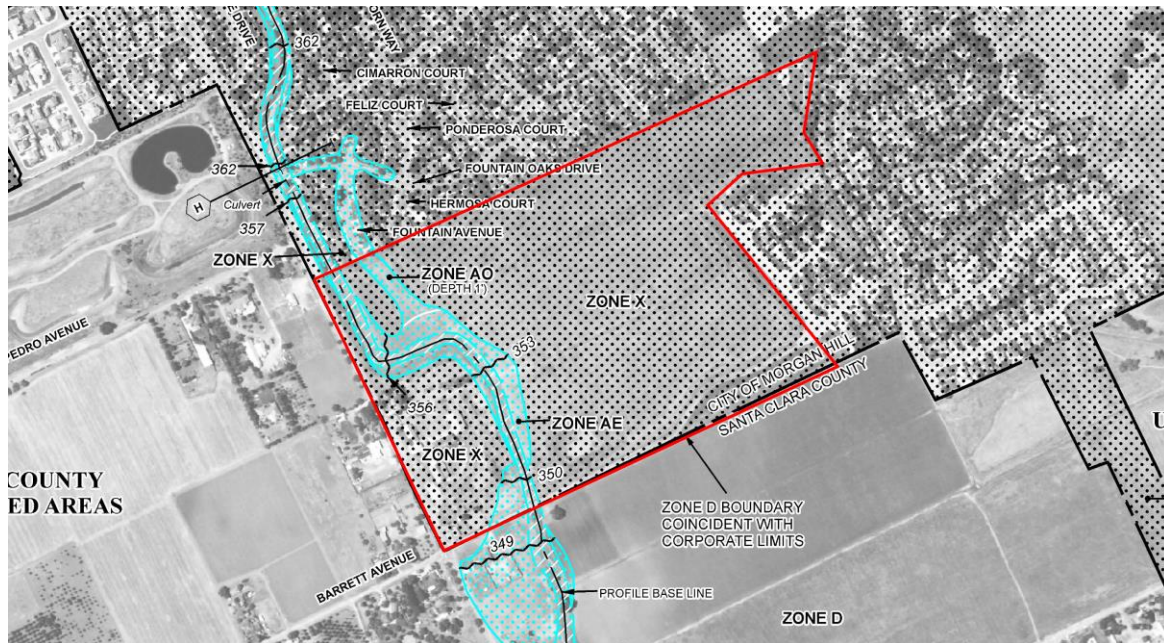 362
CIMARRON COURT
FELIZ COURT
PONDEROSA COURT
362
FOUNTAIN OAKS DRIVE
H
Culvert
HERMOSA COURT
357
FOUNTAIN AVENUE
ZONE X
ZONE AO
(DEPTH 1')
ZONE X
PEDRO AVENUE
353
CITY OF MORGAN HILL
SANTA CLARA COUNTY
356
ZONE AE
ZONE X
350
COUNTY
ED AREAS
ZONE D BOUNDARY
COINCIDENT WITH
CORPORATE LIMITS
349
BARRETT AVENUE
PROFILE BASE LINE
ZONE D
U